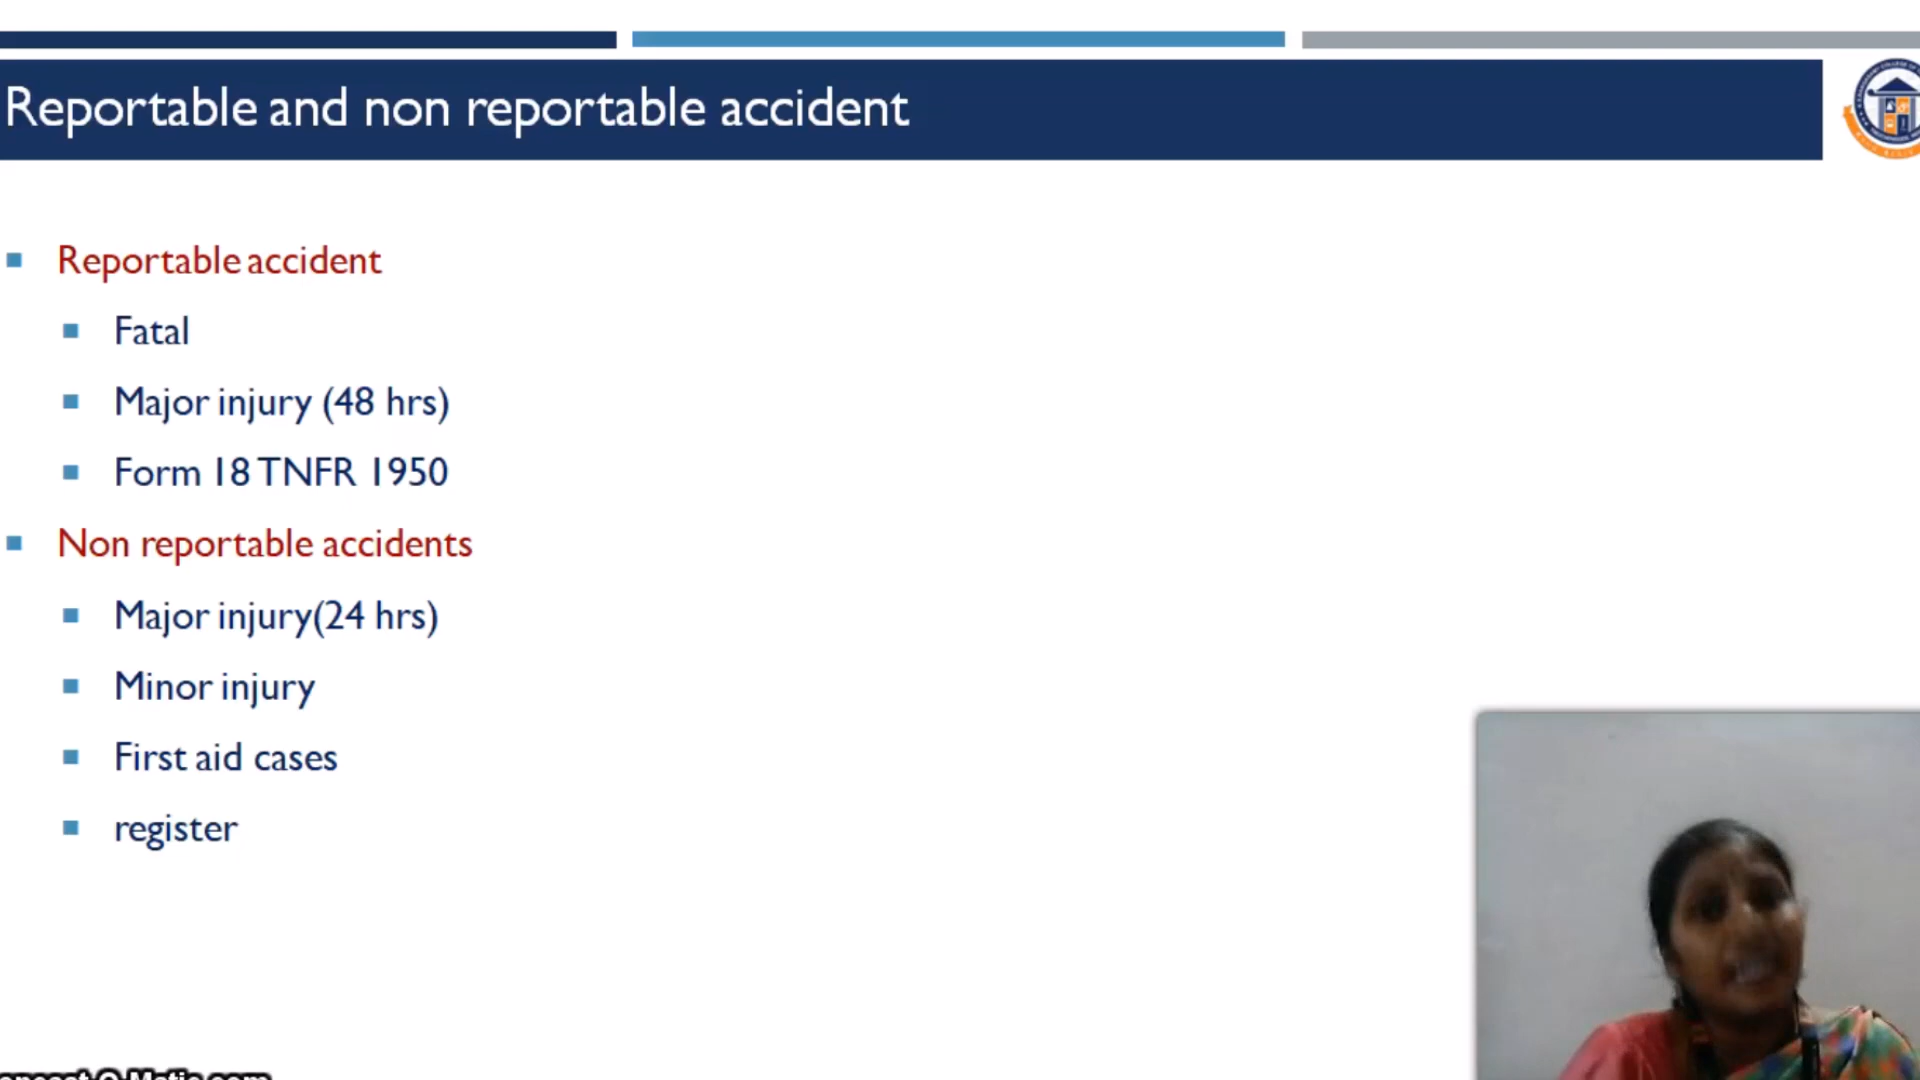 Reportable and non reportable accident
Reportable accident
Fatal
Major injury (48 hrs)
Form 18 TNFR 1950
Non reportable accidents
Major injury(24 hrs)
Minor injury
First aid cases
register